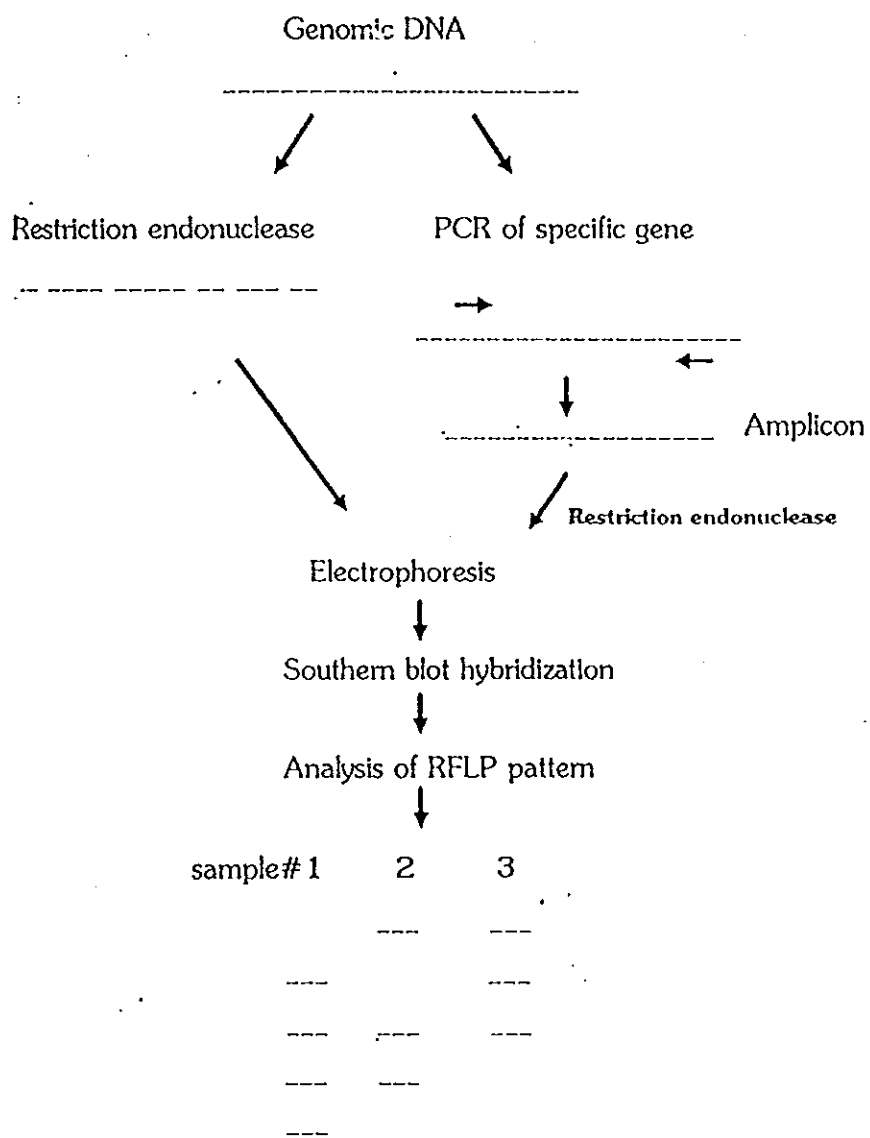 Genomic DNA
Restriction endonuclease PCR of specific gene
Amplicon
Restriction endonuclease
Electrophoresis
Southern blot hybridization
Analysis of RFLP pattern
sample# 1 2 3